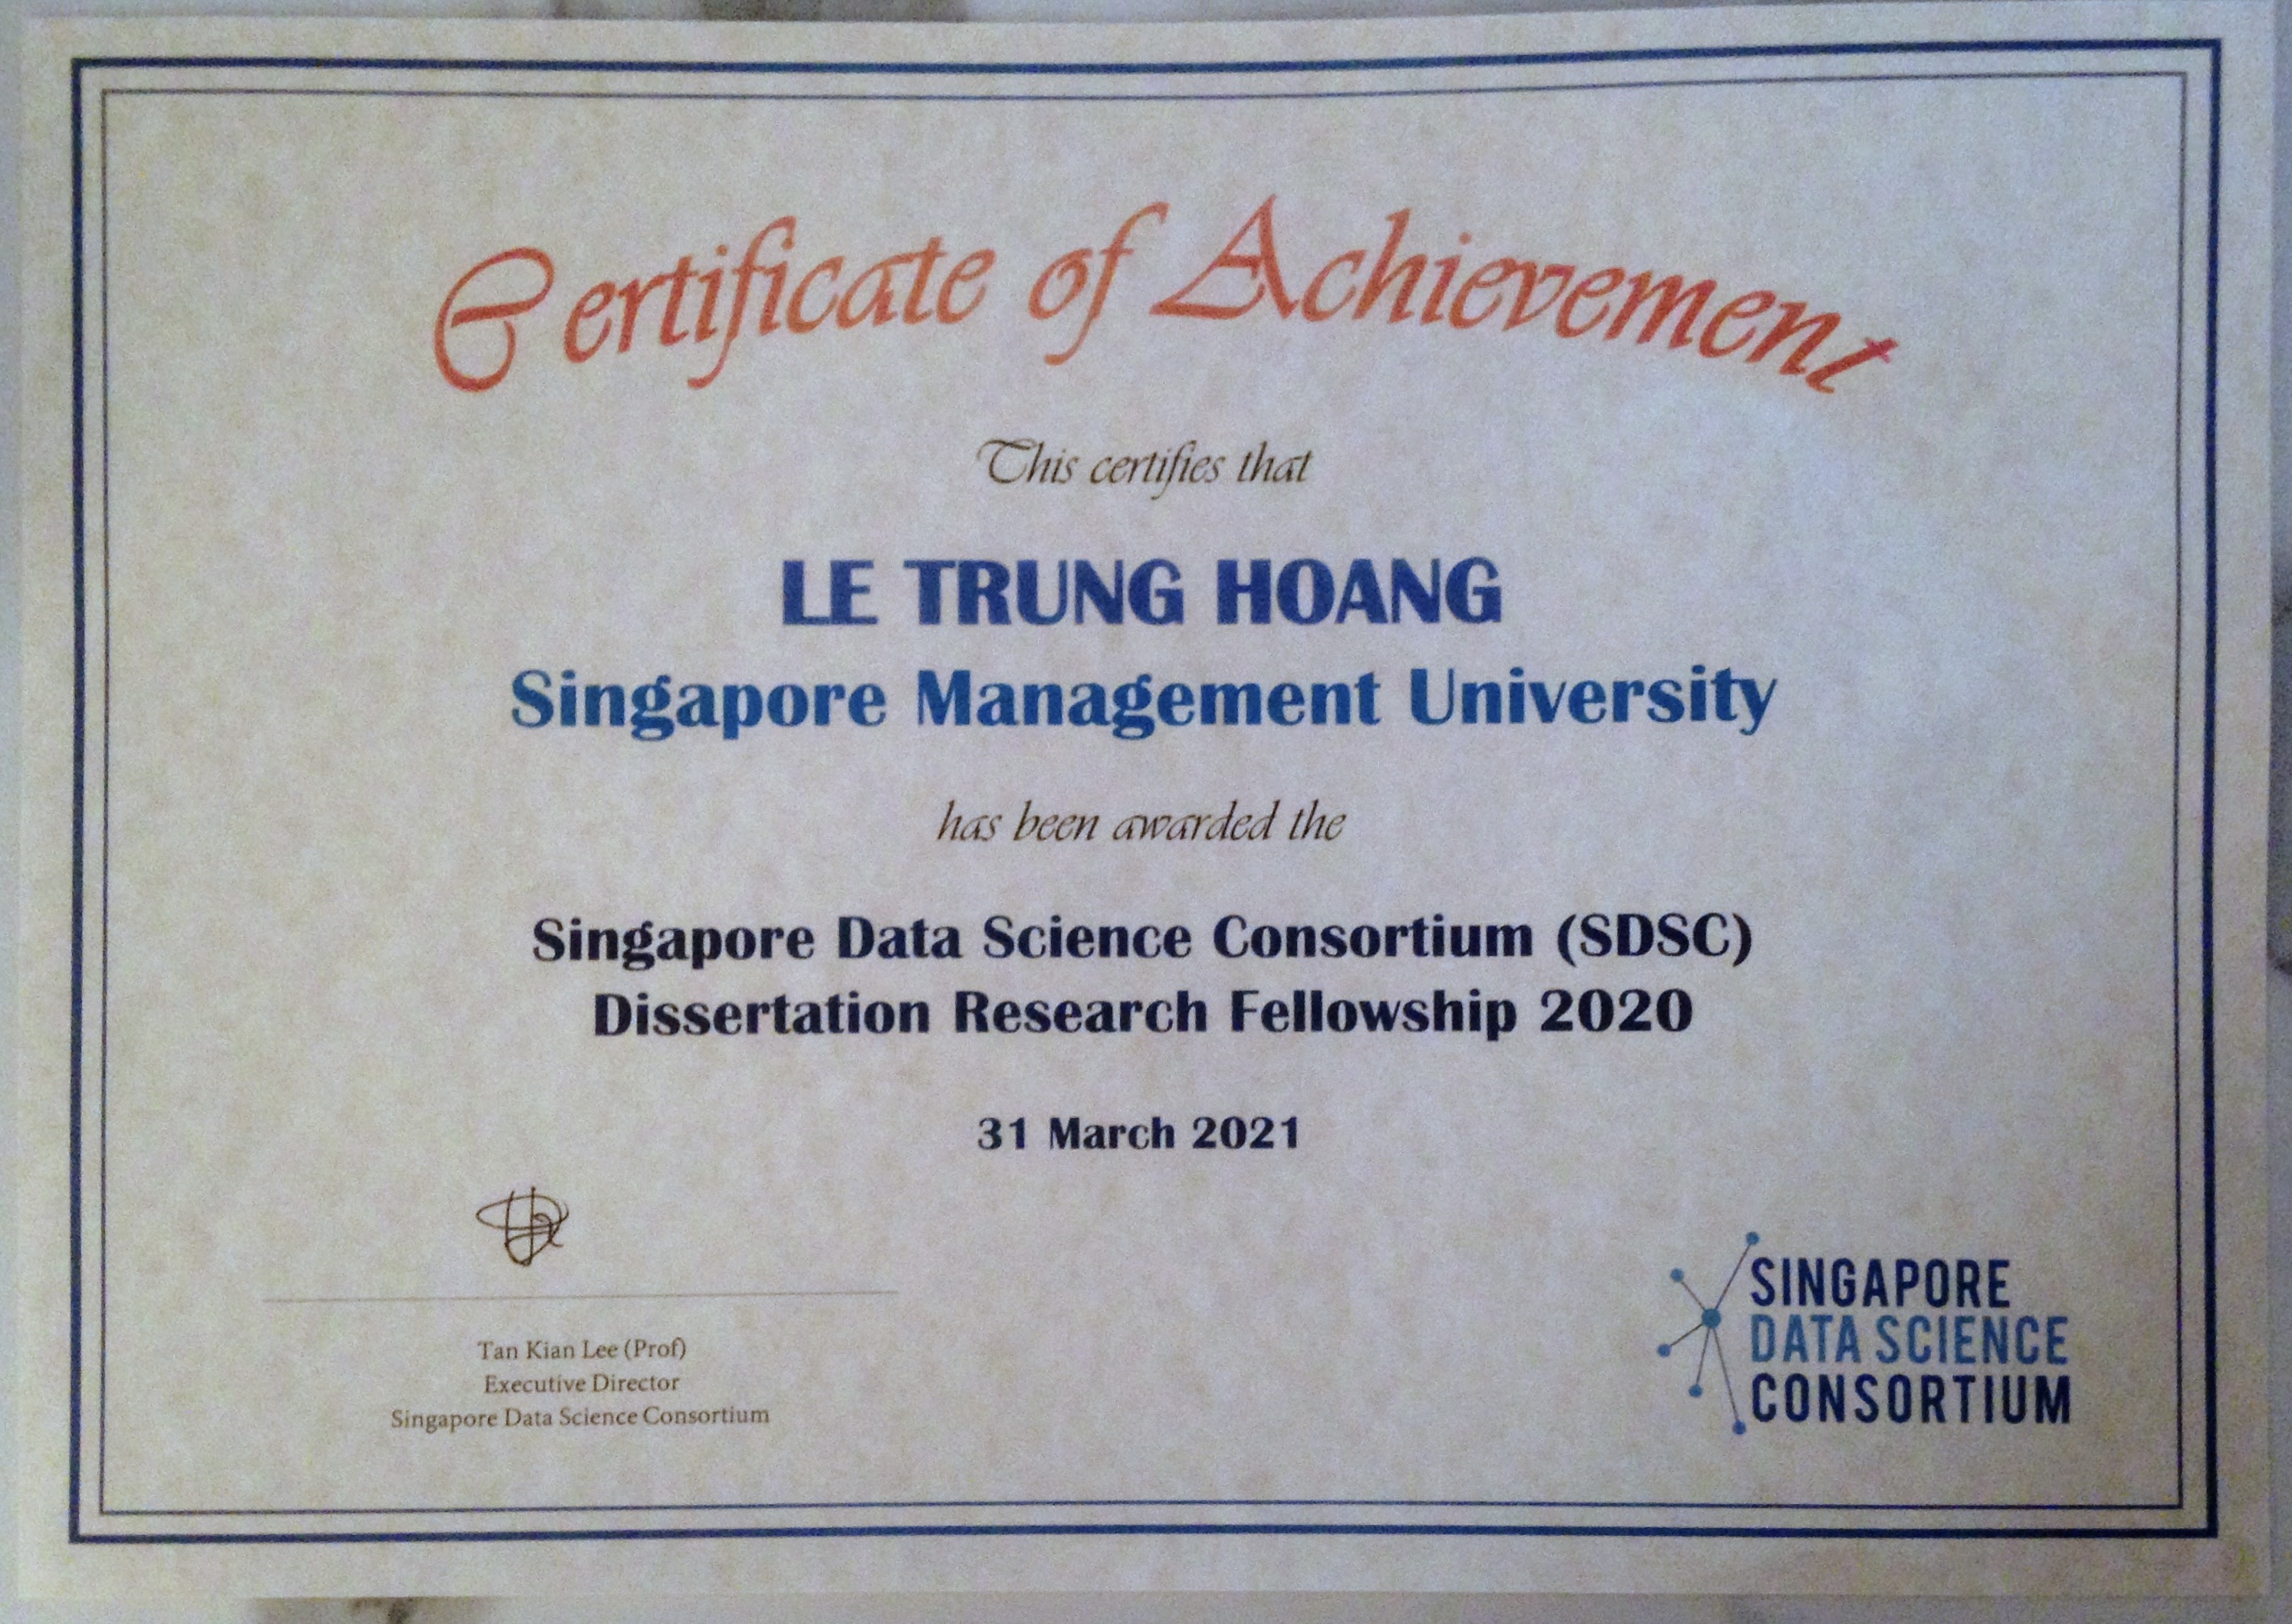 Certificate of Achievement
This certifies that
LE TRUNG HOANG
Singapore Management University
has been awarded the
Singapore Data Science Consortium (SDSC)
Dissertation Research Fellowship 2020
31 March 2021
Tan Kian Lee (Prof)
Executive Director
Singapore Data Science Consortium
SINGAPORE
DATA SCIENCE
CONSORTIUM